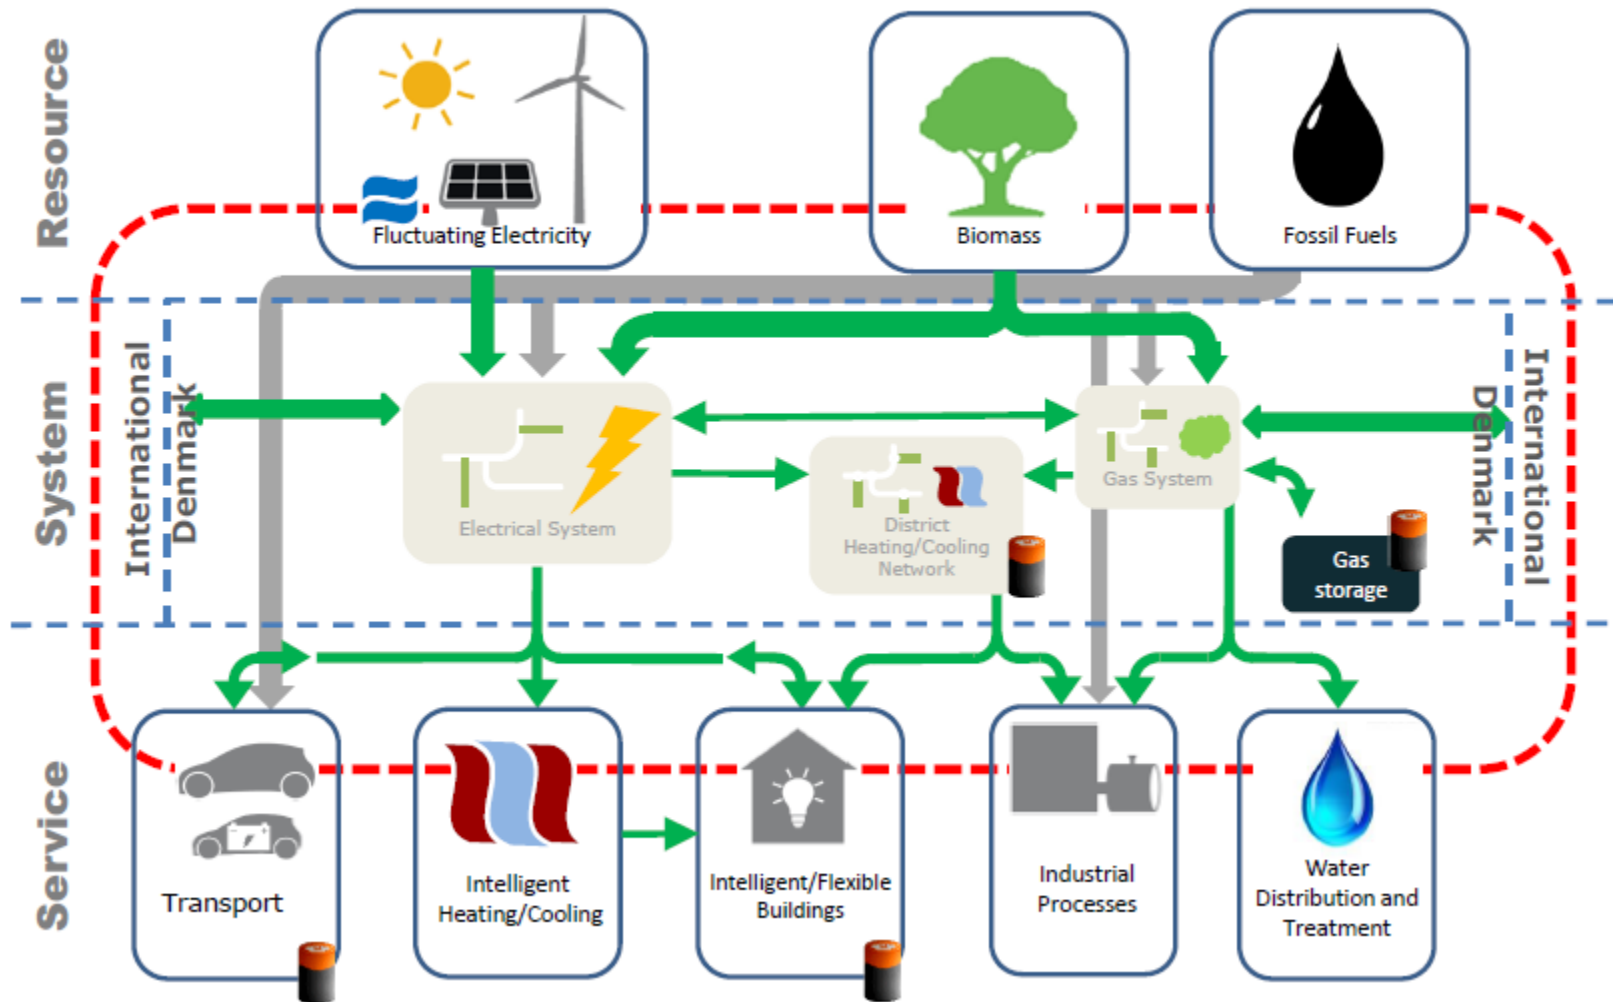 Resource
Fluctuating Electricity
Biomass
Fossil Fuels
System
International
Denmark
Electrical System
District
Heating/Cooling
Network
Gas System
Gas
storage
Denmark
International
Service
Transport
Intelligent
Heating/Cooling
Intelligent/Flexible
Buildings
Industrial
Processes
Water
Distribution and
Treatment